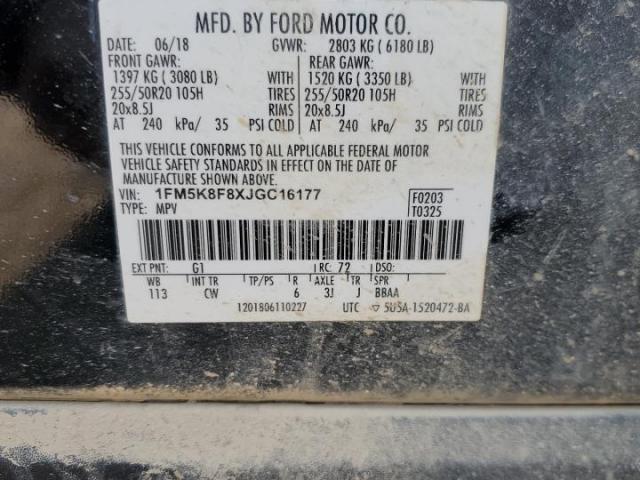 MFD. BY FORD MOTOR CO.
DATE: 06/18 GVWR: 2803 KG ( 6180 LB)
FRONT GAWR: REAR GAWR:
1397 KG ( 3080 LB) WITH 1520 KG ( 3350 LB) WITH
255/50R20 105H TIRES 255/50R20 105H TIRES
20x8.5J RIMS 20x8.5J RIMS
AT 240 kPa/ 35 PSI COLD AT 240 kPa/ 35 PSI COLD
THIS VEHICLE CONFORMS TO ALL APPLICABLE FEDERAL MOTOR
VEHICLE SAFETY STANDARDS IN EFFECT ON THE DATE OF
MANUFACTURE SHOWN ABOVE.
VIN: 1FM5K8F8XJGC16177 F0203
TYPE: MPV T0325
EXT PNT: G1 RC: 72 DSO:
WB INT TR TP/PS R AXLE TR SPR
113 CW 6 3J J BBAA
1201806110227 UTC ▽ 5USA-1520472-BA